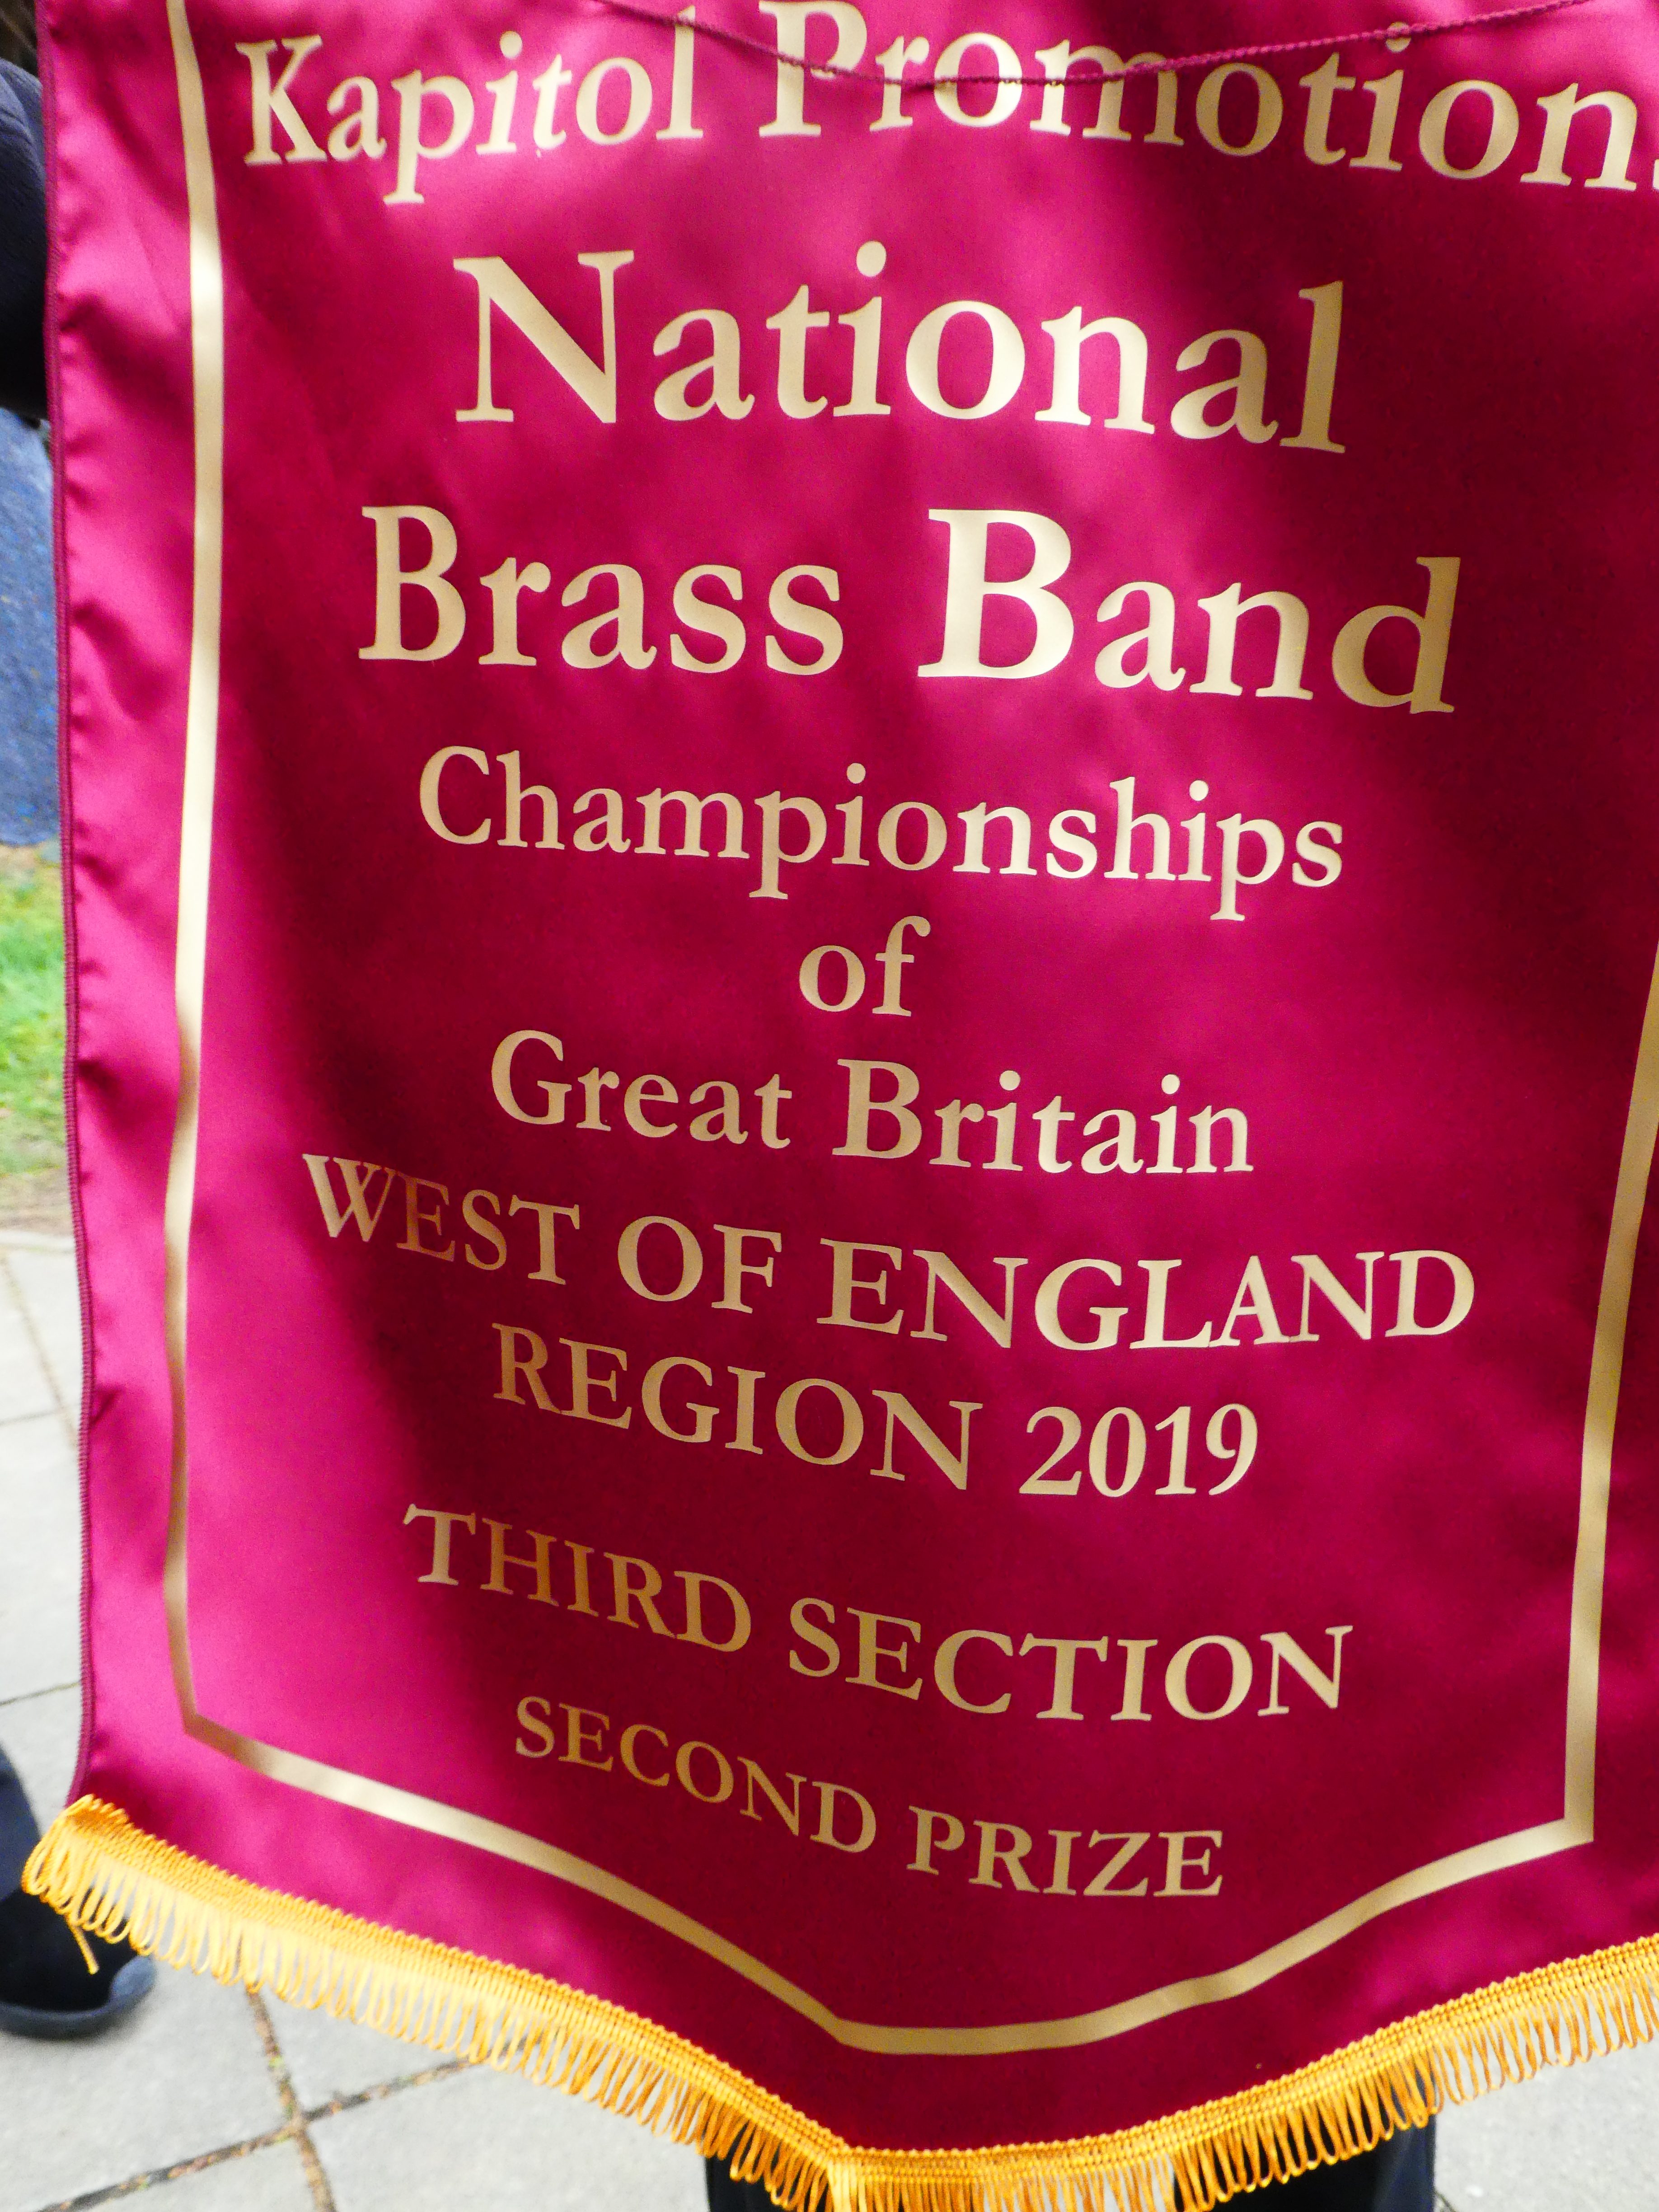 Kapitol Promotions
National
Brass Band
Championships
of
Great Britain
WEST OF ENGLAND
REGION 2019
THIRD SECTION
SECOND PRIZE